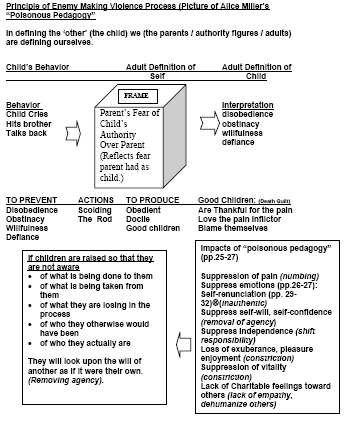 Principle of Enemy Making Violence Process (Picture of Alice Miller's
"Poisonous Pedagogy"
In defining the 'other' (the child) we (the parents / authority figures / adults)
are defining ourselves.
Child's Behavior
Adult Definition of
Self
Adult Definition of
Child
Behavior
Child Cries
Hits brother
Talks back
FRAME
Parent's Fear of
Child's
Authority
Over Parent
(Reflects fear
parent had as
child.)
Interpretation
disobedience
obstinacy
willfulness
defiance
TO PREVENT
Disobedience
Obstinacy
Willfulness
Defiance
ACTIONS
Scolding
The Rod
TO PRODUCE
Obedient
Docile
Good children
Good Children: (Death Guilt)
Are Thankful for the pain
Love the pain inflictor
Blame themselves
If children are raised so that they
are not aware
• of what is being done to them
• of what is being taken from
them
• of what they are losing in the
process
• of who they otherwise would
have been
• of who they actually are
They will look upon the will of
another as if it were their own.
(Removing agency).
Impacts of "poisonous pedagogy"
(pp.25-27)
Suppression of pain (numbing)
Suppress emotions (pp.26-27):
Self-renunciation (pp. 29-
32)®(inauthentic)
Suppress self-will, self-confidence
(removal of agency)
Suppress Independence (shift
responsibility)
Loss of exuberance, pleasure
enjoyment (constriction)
Suppression of vitality
(constriction)
Lack of Charitable feelings toward
others (lack of empathy,
dehumanize others)